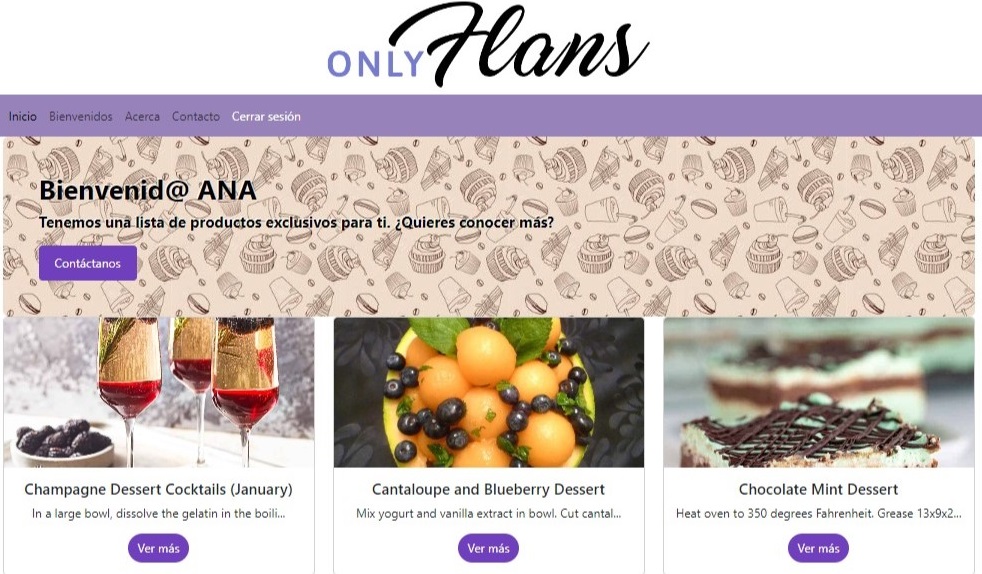 ONLY Flans
Inicio Bienvenidos Acerca Contacto Cerrar sesión
Bienvenid@ ANA
Tenemos una lista de productos exclusivos para ti. ¿Quieres conocer más?
Contáctanos
Champagne Dessert Cocktails (January)
In a large bowl, dissolve the gelatin in the boili...
Ver más
Cantaloupe and Blueberry Dessert
Mix yogurt and vanilla extract in bowl. Cut cantal...
Ver más
Chocolate Mint Dessert
Heat oven to 350 degrees Fahrenheit. Grease 13x9x2...
Ver más